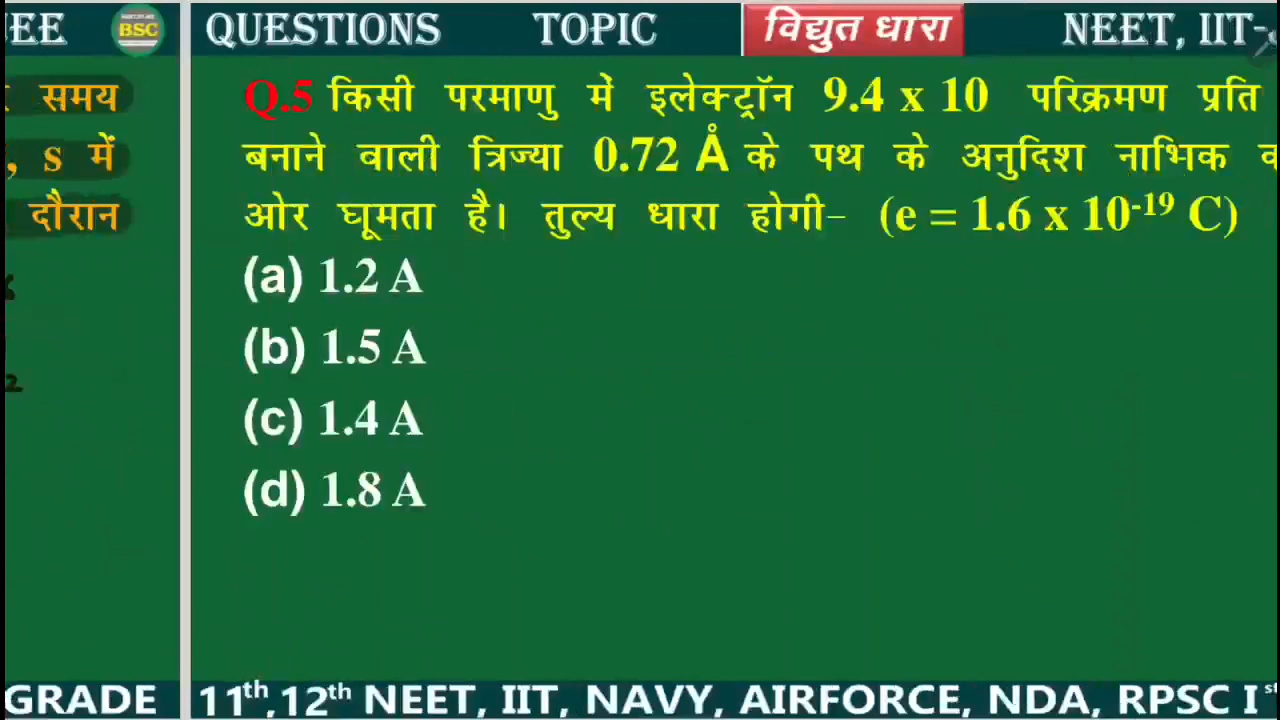 EE BSC QUESTIONS TOPIC विद्युत धारा NEET, IIT-
समय
, s में
दौरान
Q.5 किसी परमाणु में इलेक्ट्रॉन 9.4 x 10 परिक्रमण प्रति
बनाने वाली त्रिज्या 0.72 Å के पथ के अनुदिश नाभिक
ओर घूमता है। तुल्य धारा होगी– (e = 1.6 x 10⁻¹⁹ C)
(a) 1.2 A
(b) 1.5 A
(c) 1.4 A
(d) 1.8 A
GRADE 11th,12th NEET, IIT, NAVY, AIRFORCE, NDA, RPSC I st